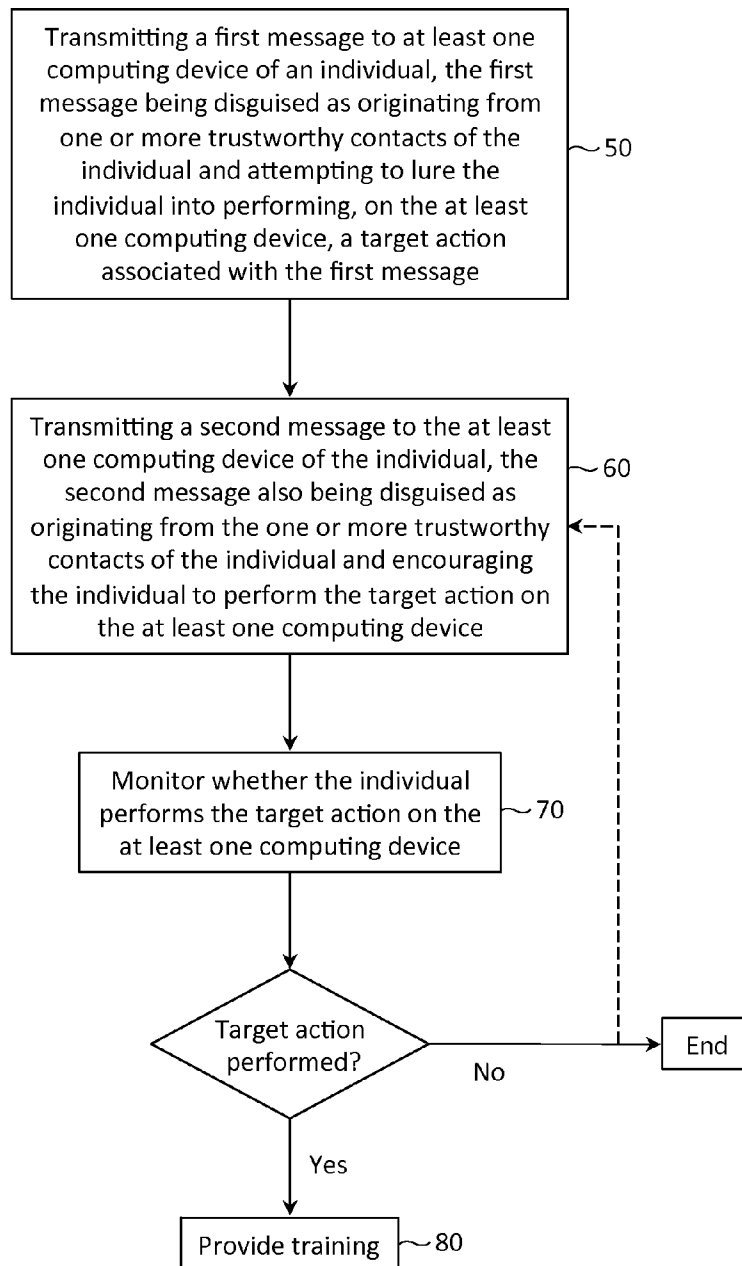 Transmitting a first message to at least one
computing device of an individual, the first
message being disguised as originating from
one or more trustworthy contacts of the
individual and attempting to lure the
individual into performing, on the at least
one computing device, a target action
associated with the first message
50
Transmitting a second message to the at least
one computing device of the individual, the
second message also being disguised as
originating from the one or more trustworthy
contacts of the individual and encouraging
the individual to perform the target action on
the at least one computing device
60
Monitor whether the individual
performs the target action on the
at least one computing device
70
Target action
performed?
No
End
Yes
Provide training
80